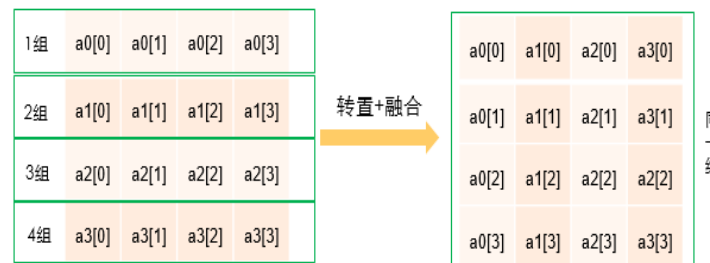 1组 a0[0] a0[1] a0[2] a0[3]
2组 a1[0] a1[1] a1[2] a1[3]
3组 a2[0] a2[1] a2[2] a2[3]
4组 a3[0] a3[1] a3[2] a3[3]
转置+融合
a0[0] a1[0] a2[0] a3[0]
a0[1] a1[1] a2[1] a3[1]
a0[2] a1[2] a2[2] a2[2]
a0[3] a1[3] a2[3] a3[3]